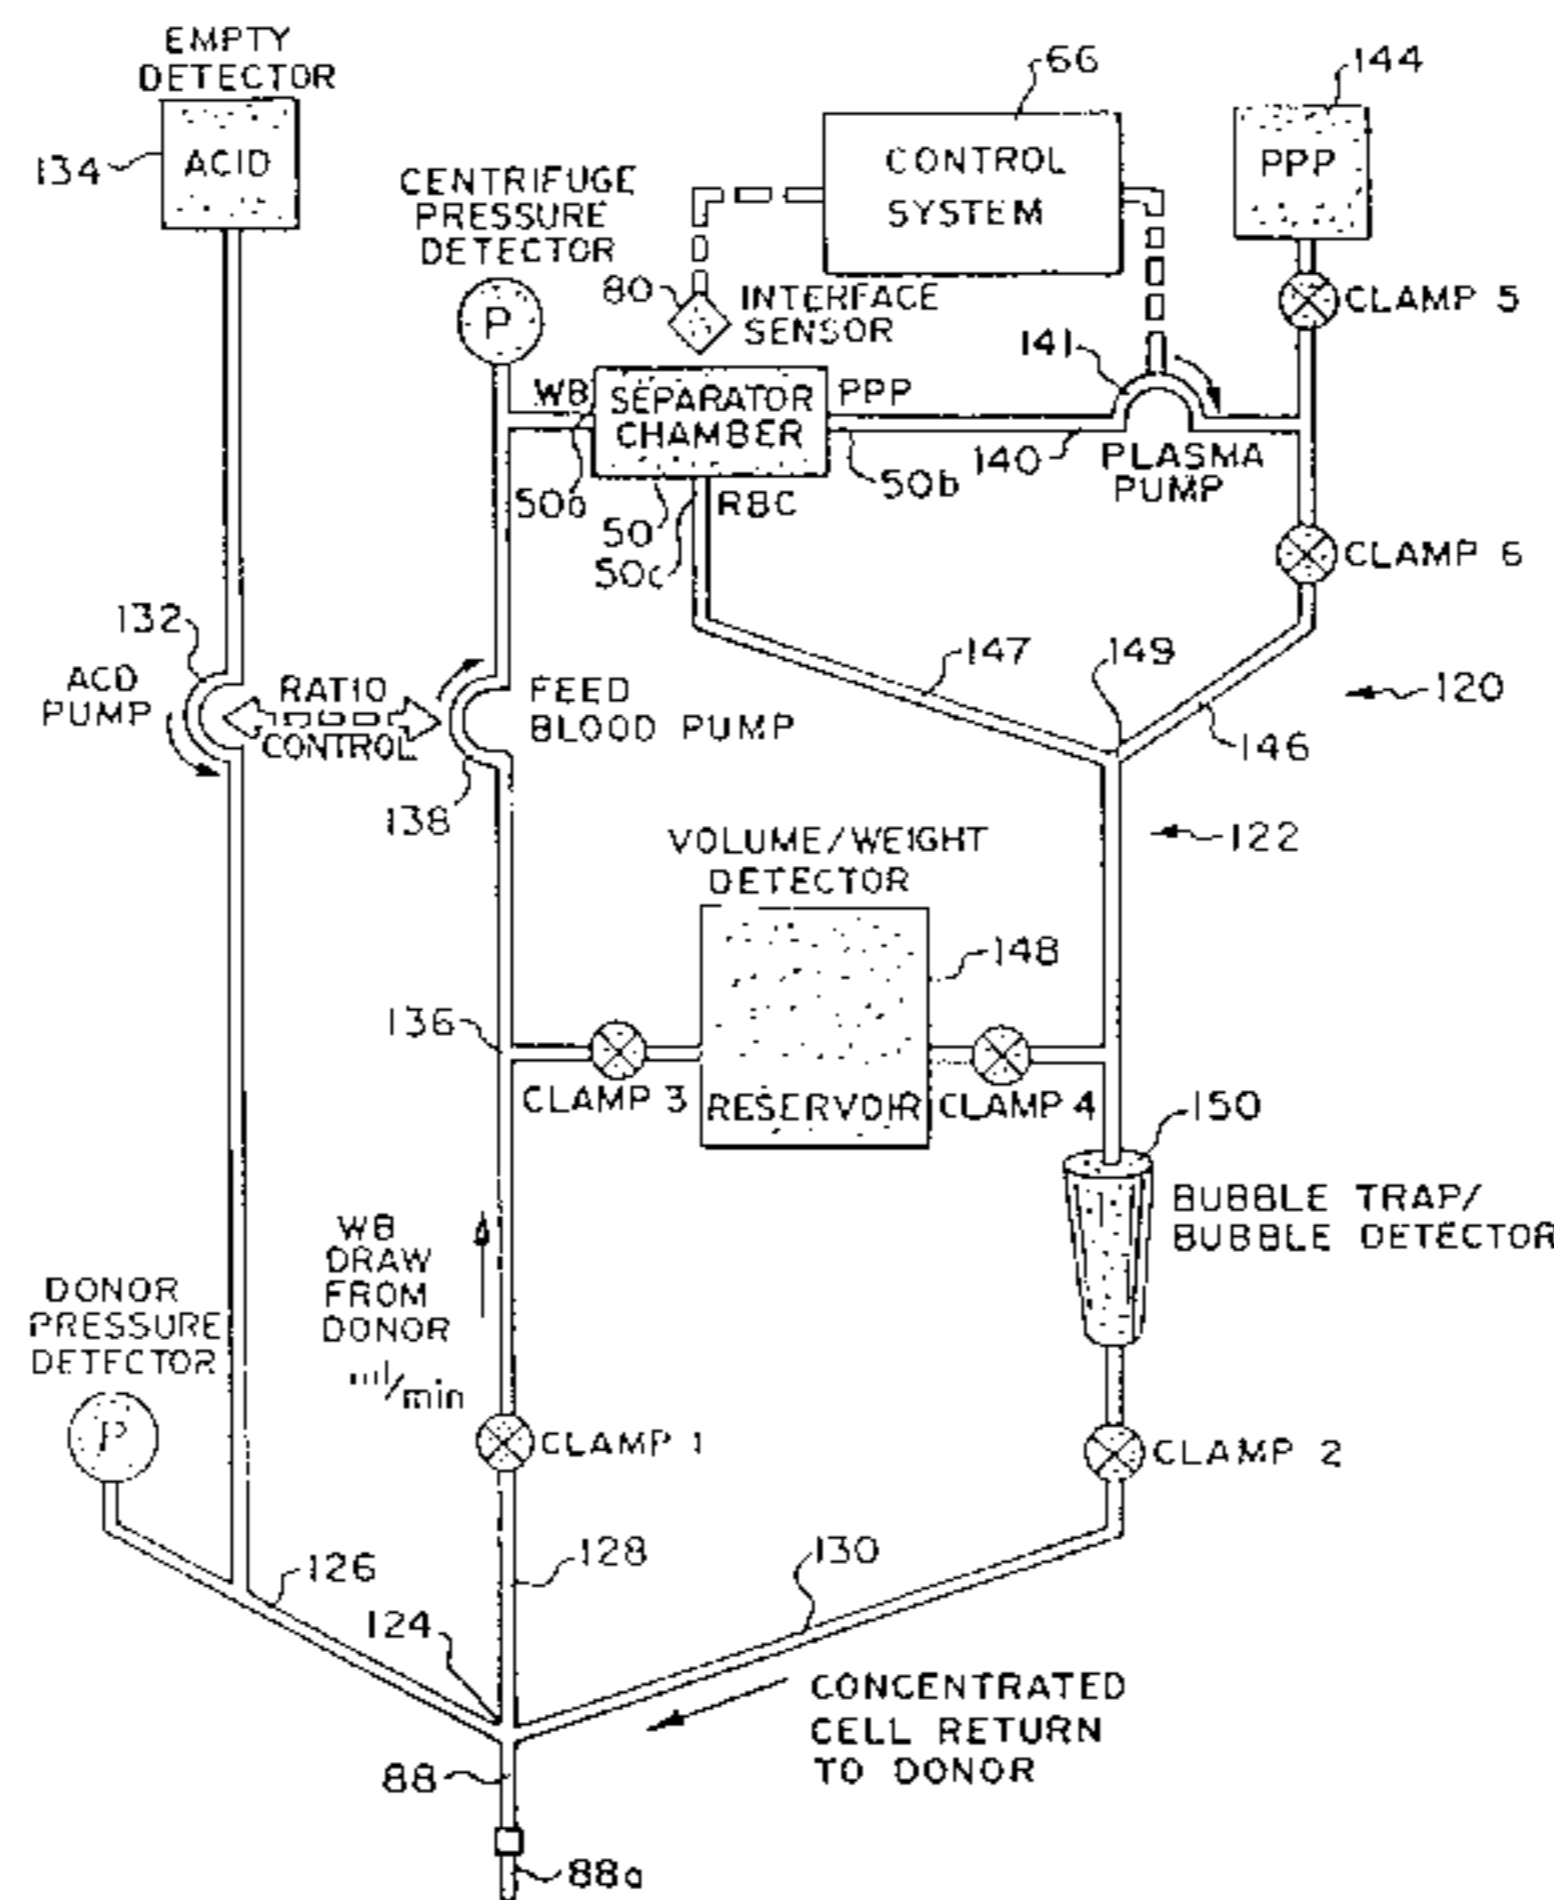 EMPTY
DETECTOR
ACID
134
66
144
CONTROL
SYSTEM
PPP
CENTRIFUGE
PRESSURE
DETECTOR
P
80
INTERFACE
SENSOR
CLAMP 5
141
WB
SEPARATOR
CHAMBER
PPP
50a
50
50c
RBC
50b
140
PLASMA
PUMP
CLAMP 6
132
ACD
PUMP
RATIO
CONTROL
FEED
BLOOD PUMP
138
147
149
120
146
122
VOLUME/WEIGHT
DETECTOR
148
136
CLAMP 3
RESERVOIR
CLAMP 4
150
BUBBLE TRAP/
BUBBLE DETECTOR
WB
DRAW
FROM
DONOR
ml/min
DONOR
PRESSURE
DETECTOR
P
CLAMP 1
CLAMP 2
126
128
130
124
CONCENTRATED
CELL RETURN
TO DONOR
88
88a